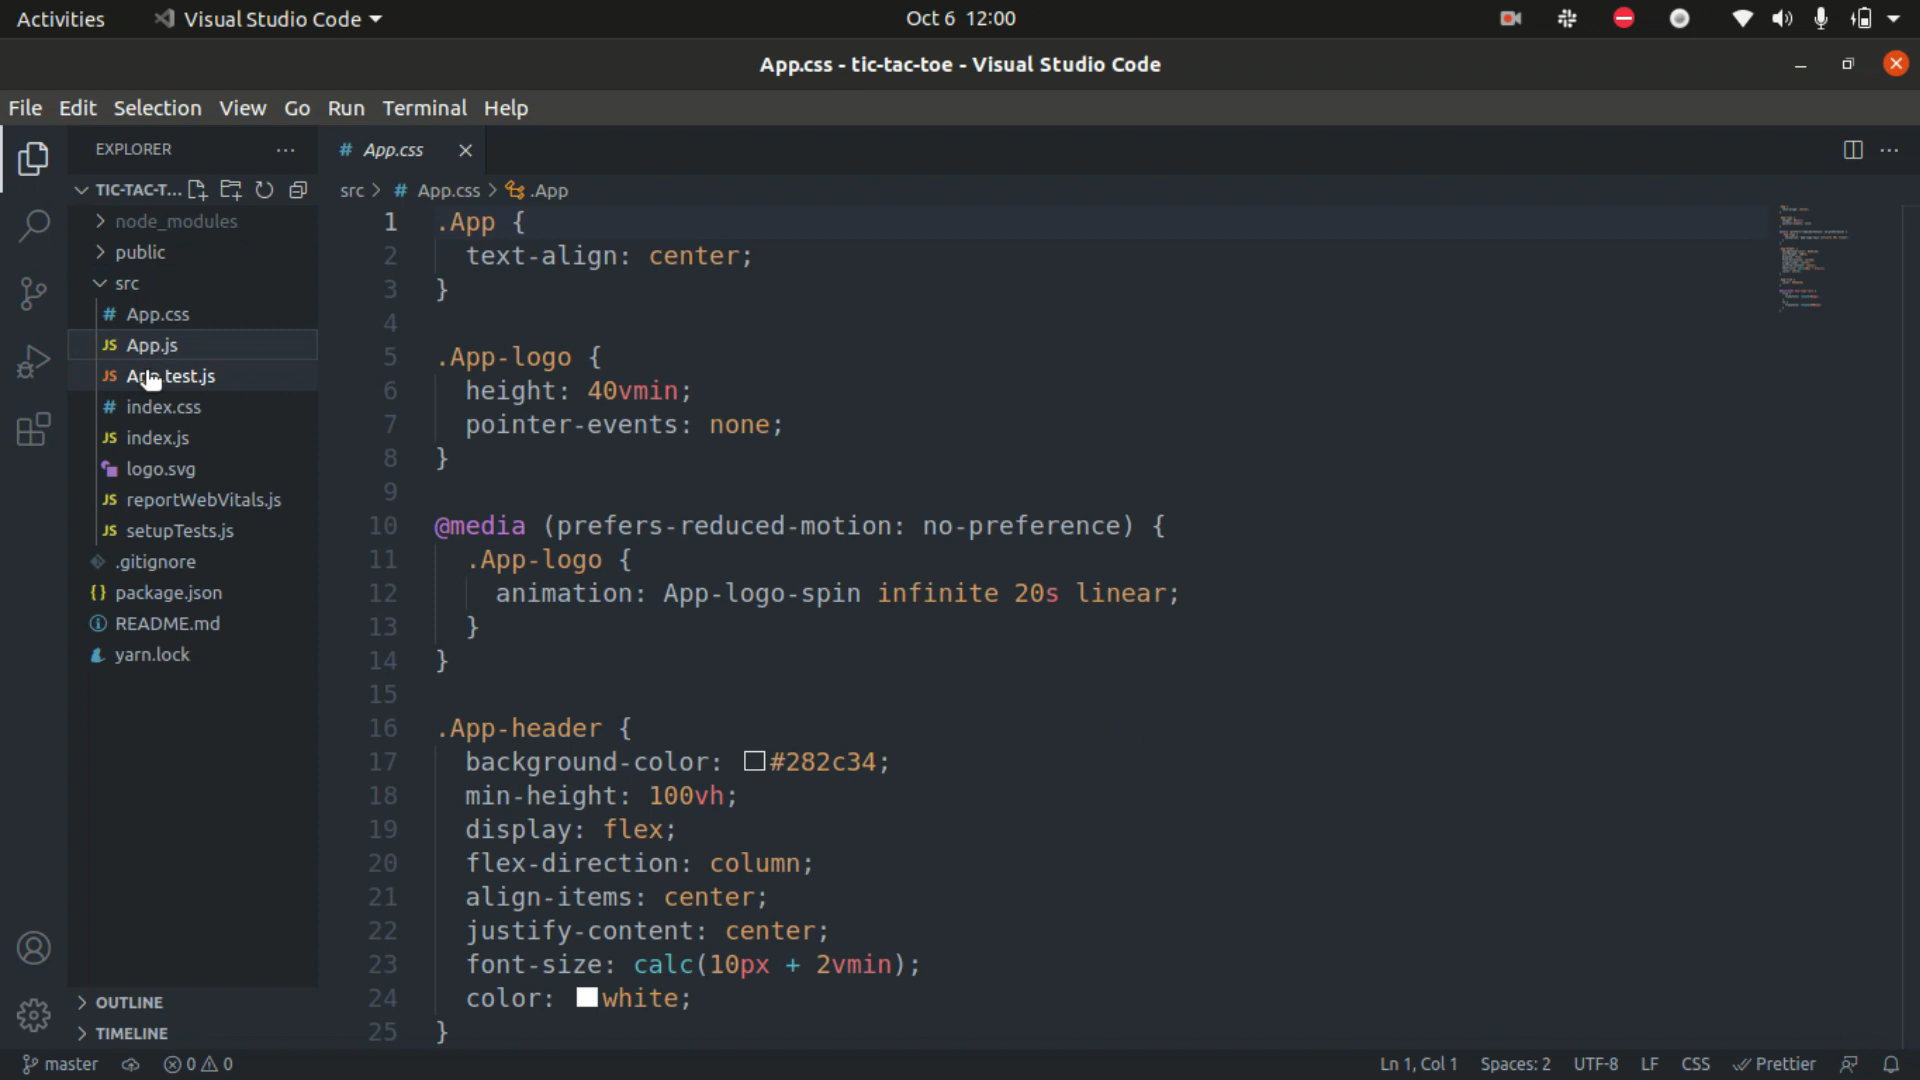 Activities Visual Studio Code Oct 6 12:00
App.css - tic-tac-toe - Visual Studio Code
File Edit Selection View Go Run Terminal Help
EXPLORER
TIC-TAC-T...
node_modules
public
src
# App.css
JS App.js
JS App.test.js
# index.css
JS index.js
logo.svg
JS reportWebVitals.js
JS setupTests.js
.gitignore
{} package.json
README.md
yarn.lock
OUTLINE
TIMELINE
# App.css
src > # App.css > .App
1 .App {
2 text-align: center;
3 }
4
5 .App-logo {
6 height: 40vmin;
7 pointer-events: none;
8 }
9
10 @media (prefers-reduced-motion: no-preference) {
11 .App-logo {
12 animation: App-logo-spin infinite 20s linear;
13 }
14 }
15
16 .App-header {
17 background-color: #282c34;
18 min-height: 100vh;
19 display: flex;
20 flex-direction: column;
21 align-items: center;
22 justify-content: center;
23 font-size: calc(10px + 2vmin);
24 color: white;
25 }
master 0 0 Ln 1, Col 1 Spaces: 2 UTF-8 LF CSS Prettier